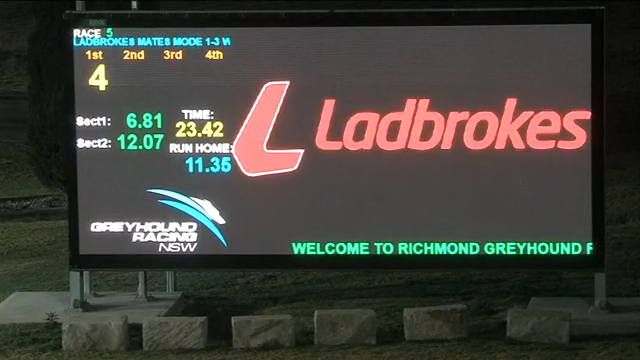 RACE 5
LADBROKES MATES MODE 1-3 W
1st 2nd 3rd 4th
4
Sect1: 6.81
Sect2: 12.07
TIME:
23.42
RUN HOME:
11.35
Ladbrokes
GREYHOUND
RACING
NSW
WELCOME TO RICHMOND GREYHOUND R